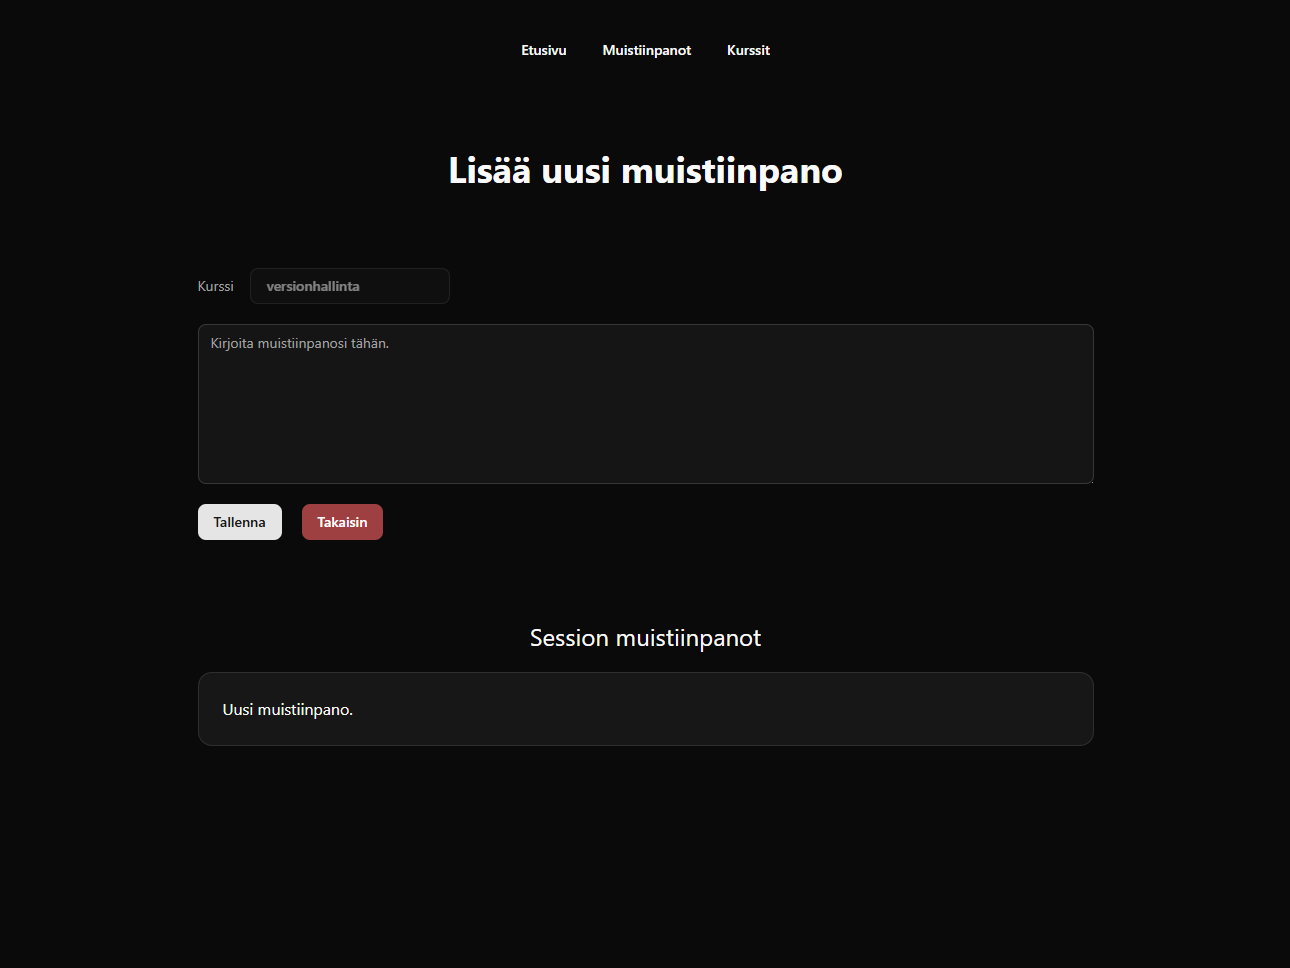 Etusivu Muistiinpanot Kurssit
Lisää uusi muistiinpano
Kurssi versionhallinta
Kirjoita muistiinpanosi tähän.
Tallenna Takaisin
Session muistiinpanot
Uusi muistiinpano.